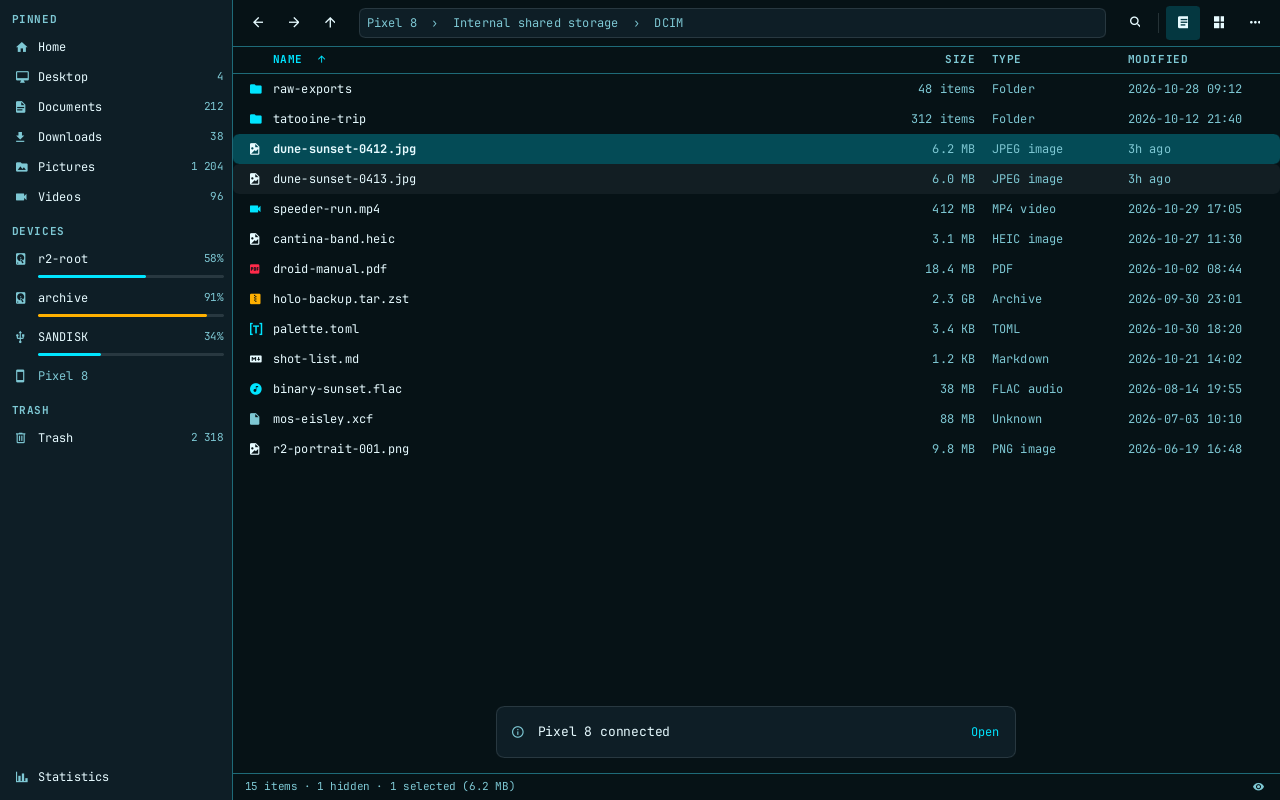 PINNED
Home
Desktop 4
Documents 212
Downloads 38
Pictures 1 204
Videos 96
DEVICES
r2-root 58%
archive 91%
SANDISK 34%
Pixel 8
TRASH
Trash 2 318
Statistics
Pixel 8 › Internal shared storage › DCIM
NAME ↑ SIZE TYPE MODIFIED
raw-exports 48 items Folder 2026-10-28 09:12
tatooine-trip 312 items Folder 2026-10-12 21:40
dune-sunset-0412.jpg 6.2 MB JPEG image 3h ago
dune-sunset-0413.jpg 6.0 MB JPEG image 3h ago
speeder-run.mp4 412 MB MP4 video 2026-10-29 17:05
cantina-band.heic 3.1 MB HEIC image 2026-10-27 11:30
droid-manual.pdf 18.4 MB PDF 2026-10-02 08:44
holo-backup.tar.zst 2.3 GB Archive 2026-09-30 23:01
palette.toml 3.4 KB TOML 2026-10-30 18:20
shot-list.md 1.2 KB Markdown 2026-10-21 14:02
binary-sunset.flac 38 MB FLAC audio 2026-08-14 19:55
mos-eisley.xcf 88 MB Unknown 2026-07-03 10:10
r2-portrait-001.png 9.8 MB PNG image 2026-06-19 16:48
Pixel 8 connected Open
15 items · 1 hidden · 1 selected (6.2 MB)